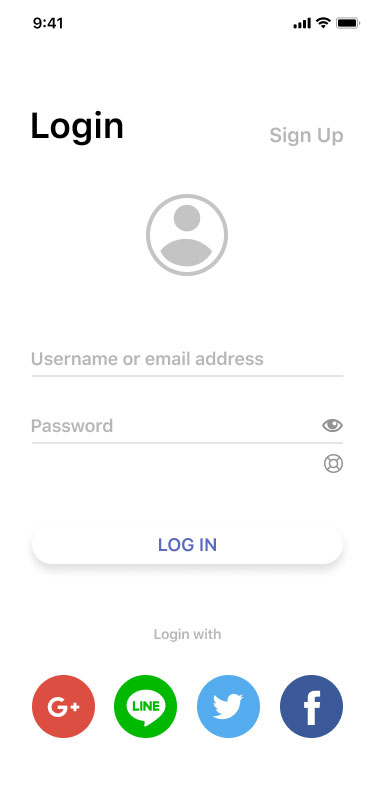 9:41
Login
Sign Up
Username or email address
Password
LOG IN
Login with
G+
LINE
f